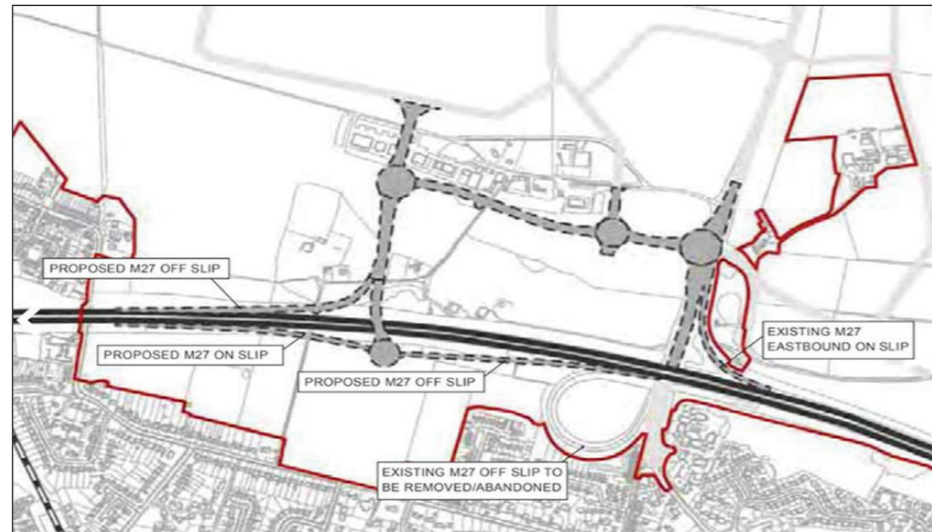 PROPOSED M27 OFF SLIP
PROPOSED M27 ON SLIP
PROPOSED M27 OFF SLIP
EXISTING M27
EASTBOUND ON SLIP
EXISTING M27 OFF SLIP TO
BE REMOVED/ABANDONED